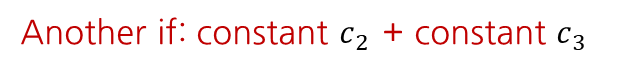 Another if: constant c₂ + constant c₃